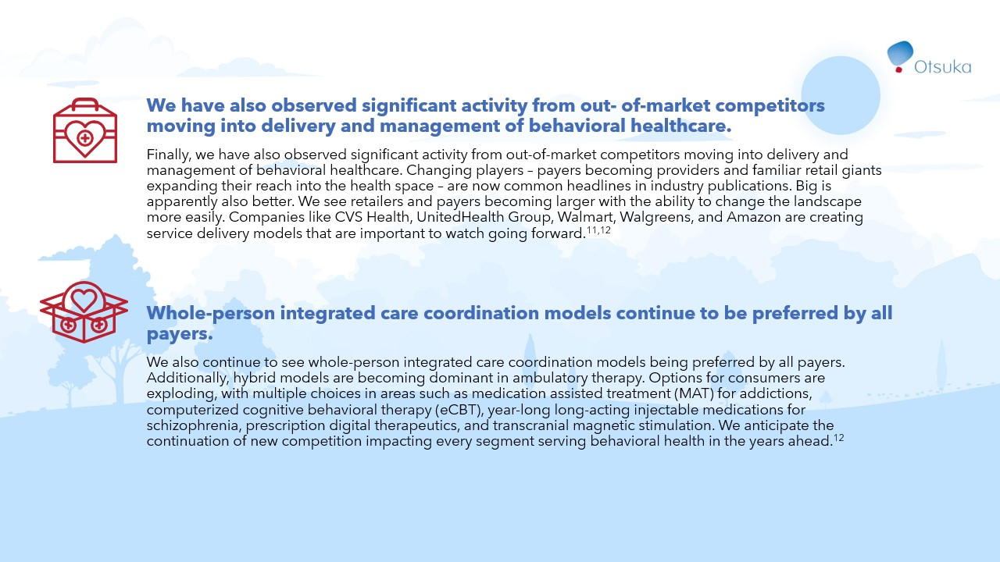 Otsuka
We have also observed significant activity from out- of-market competitors
moving into delivery and management of behavioral healthcare.
Finally, we have also observed significant activity from out-of-market competitors moving into delivery and
management of behavioral healthcare. Changing players – payers becoming providers and familiar retail giants
expanding their reach into the health space – are now common headlines in industry publications. Big is
apparently also better. We see retailers and payers becoming larger with the ability to change the landscape
more easily. Companies like CVS Health, UnitedHealth Group, Walmart, Walgreens, and Amazon are creating
service delivery models that are important to watch going forward.11,12
Whole-person integrated care coordination models continue to be preferred by all
payers.
We also continue to see whole-person integrated care coordination models being preferred by all payers.
Additionally, hybrid models are becoming dominant in ambulatory therapy. Options for consumers are
exploding, with multiple choices in areas such as medication assisted treatment (MAT) for addictions,
computerized cognitive behavioral therapy (eCBT), year-long long-acting injectable medications for
schizophrenia, prescription digital therapeutics, and transcranial magnetic stimulation. We anticipate the
continuation of new competition impacting every segment serving behavioral health in the years ahead.12